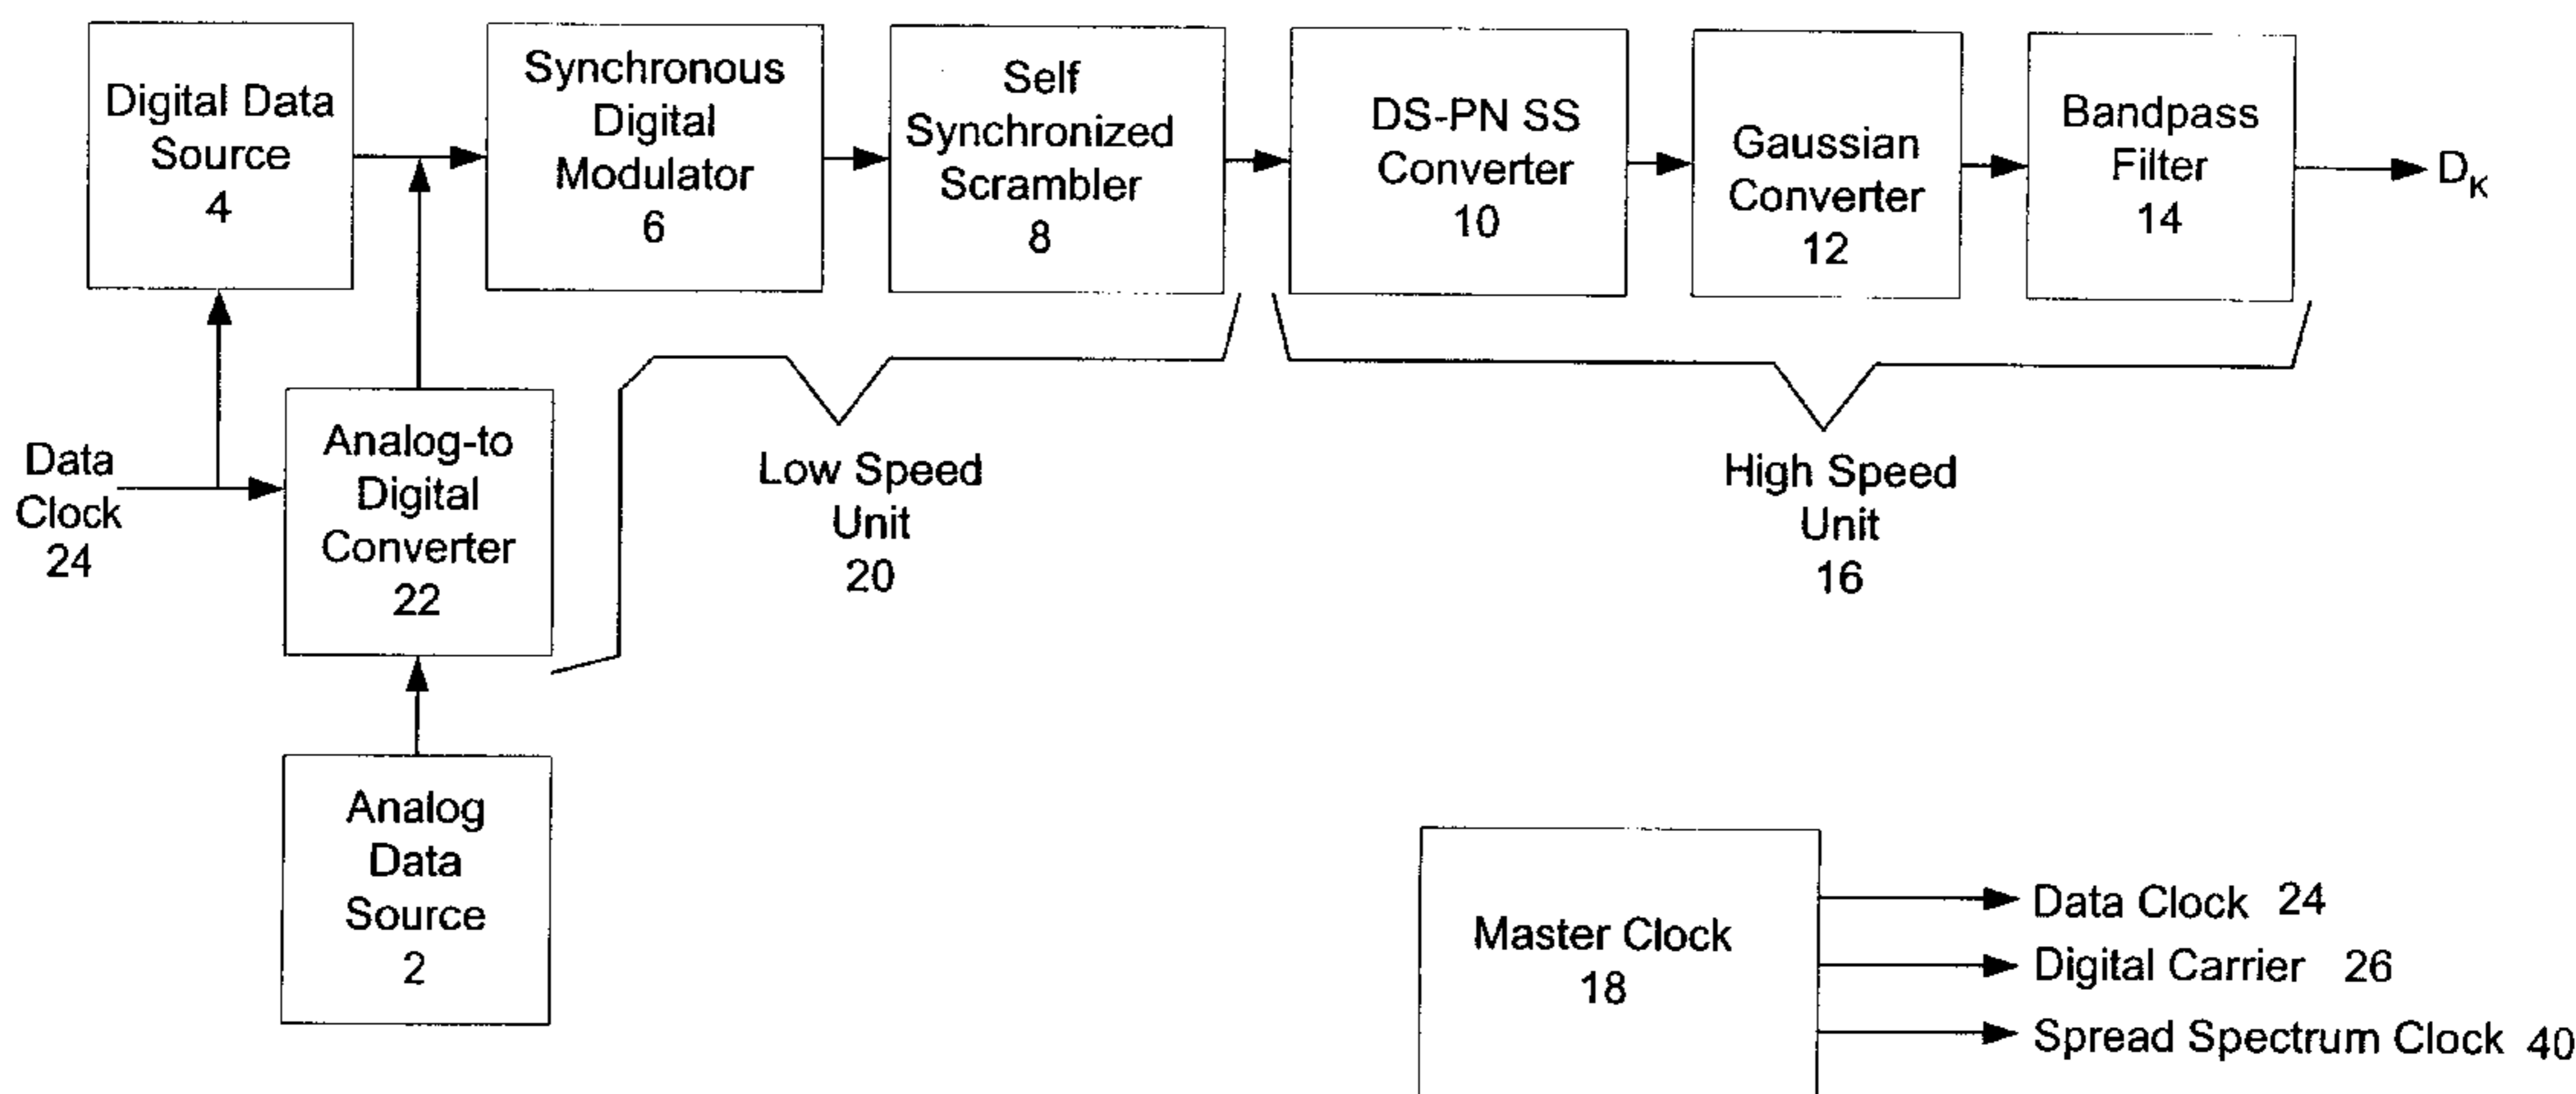 Digital Data
Source
4
Synchronous
Digital
Modulator
6
Self
Synchronized
Scrambler
8
DS-PN SS
Converter
10
Gaussian
Converter
12
Bandpass
Filter
14
D_K
Data
Clock
24
Analog-to
Digital
Converter
22
Low Speed
Unit
20
High Speed
Unit
16
Analog
Data
Source
2
Master Clock
18
Data Clock 24
Digital Carrier 26
Spread Spectrum Clock 40